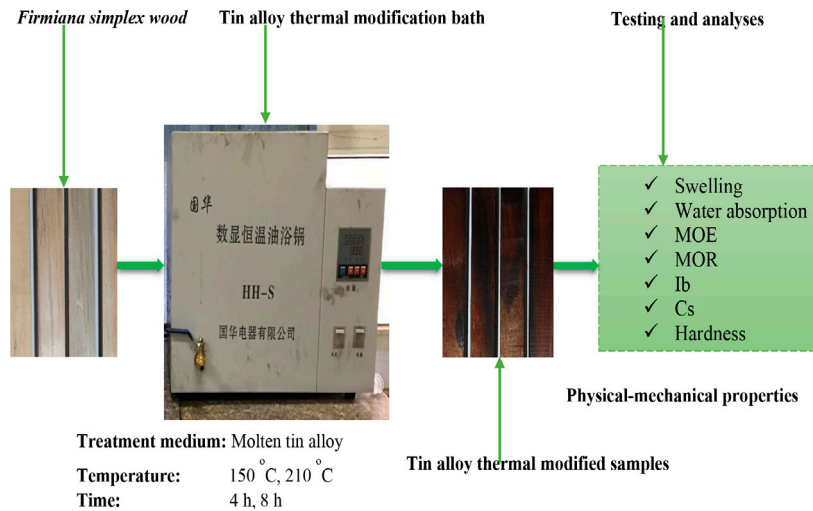 Firmiana simplex wood
Tin alloy thermal modification bath
Testing and analyses
国华
数显恒温油浴锅
HH-S
国华电器有限公司
✓ Swelling
✓ Water absorption
✓ MOE
✓ MOR
✓ Ib
✓ Cs
✓ Hardness
Physical-mechanical properties
Tin alloy thermal modified samples
Treatment medium: Molten tin alloy
Temperature: 150 °C, 210 °C
Time: 4 h, 8 h